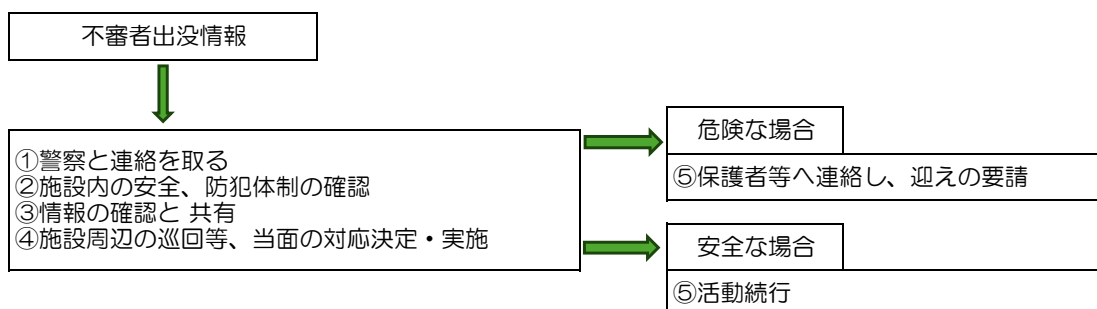 不審者出没情報
①警察と連絡を取る
②施設内の安全、防犯体制の確認
③情報の確認と 共有
④施設周辺の巡回等、当面の対応決定・実施
危険な場合
⑤保護者等へ連絡し、迎えの要請
安全な場合
⑤活動続行